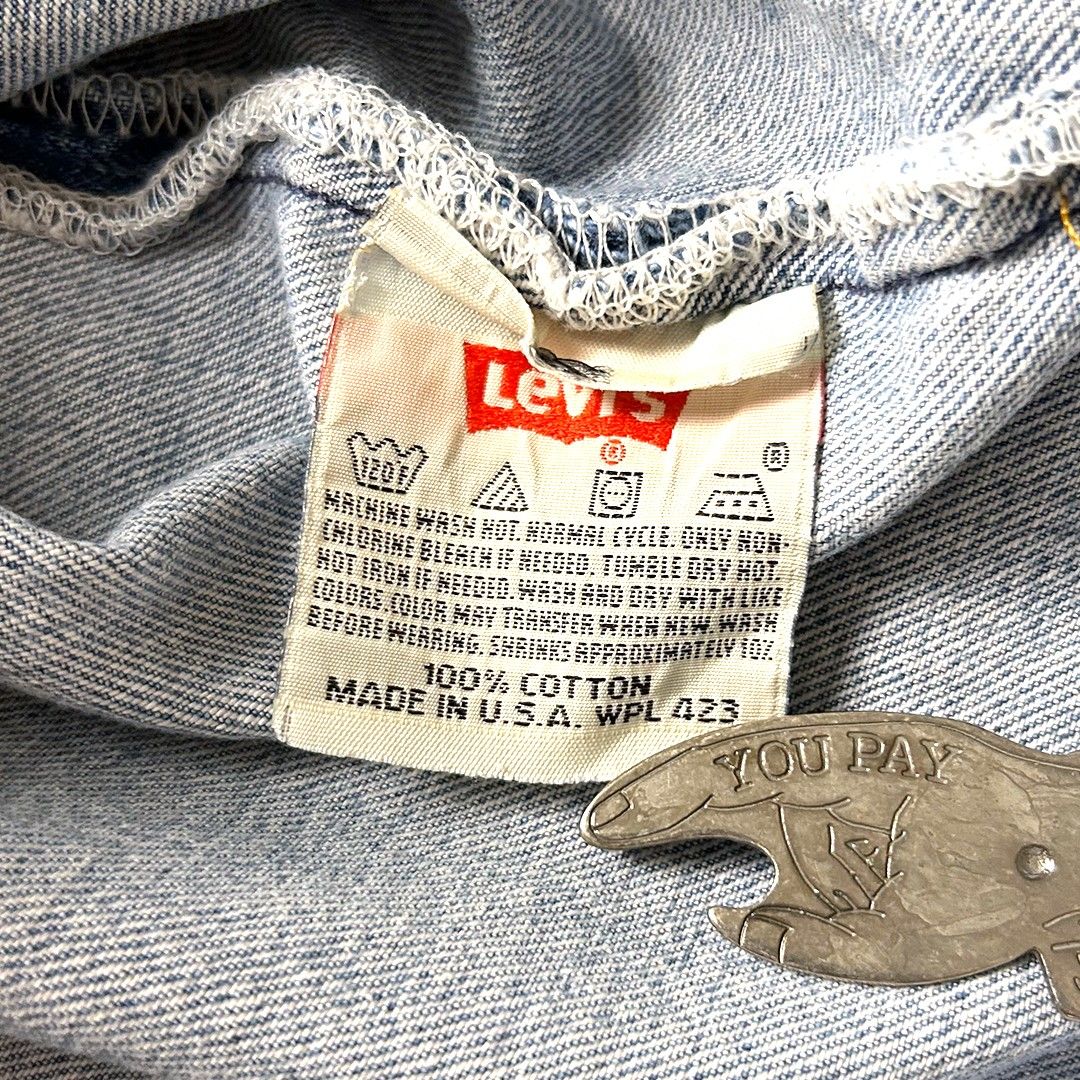 Levi's
®
120F
®
MACHINE WASH HOT, NORMAL CYCLE. ONLY NON-
CHLORINE BLEACH IF NEEDED. TUMBLE DRY HOT
HOT IRON IF NEEDED. WASH AND DRY WITH LIKE
COLORS. COLOR MAY TRANSFER WHEN NEW. WASH
BEFORE WEARING. SHRINKS APPROXIMATELY 10%
100% COTTON
MADE IN U.S.A. WPL 423
YOU PAY